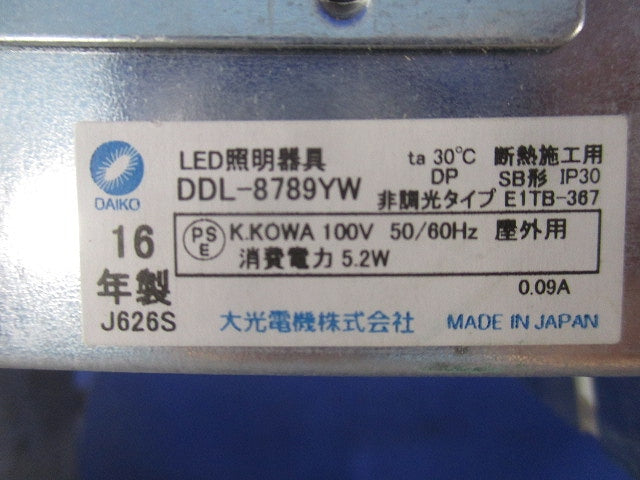 DAIKO
LED照明器具
DDL-8789YW
ta 30℃ 断熱施工用
DP SB形 IP30
非調光タイプ E1TB-367
16
年製
J626S
PSE K.KOWA 100V 50/60Hz 屋外用
消費電力 5.2W
0.09A
大光電機株式会社 MADE IN JAPAN